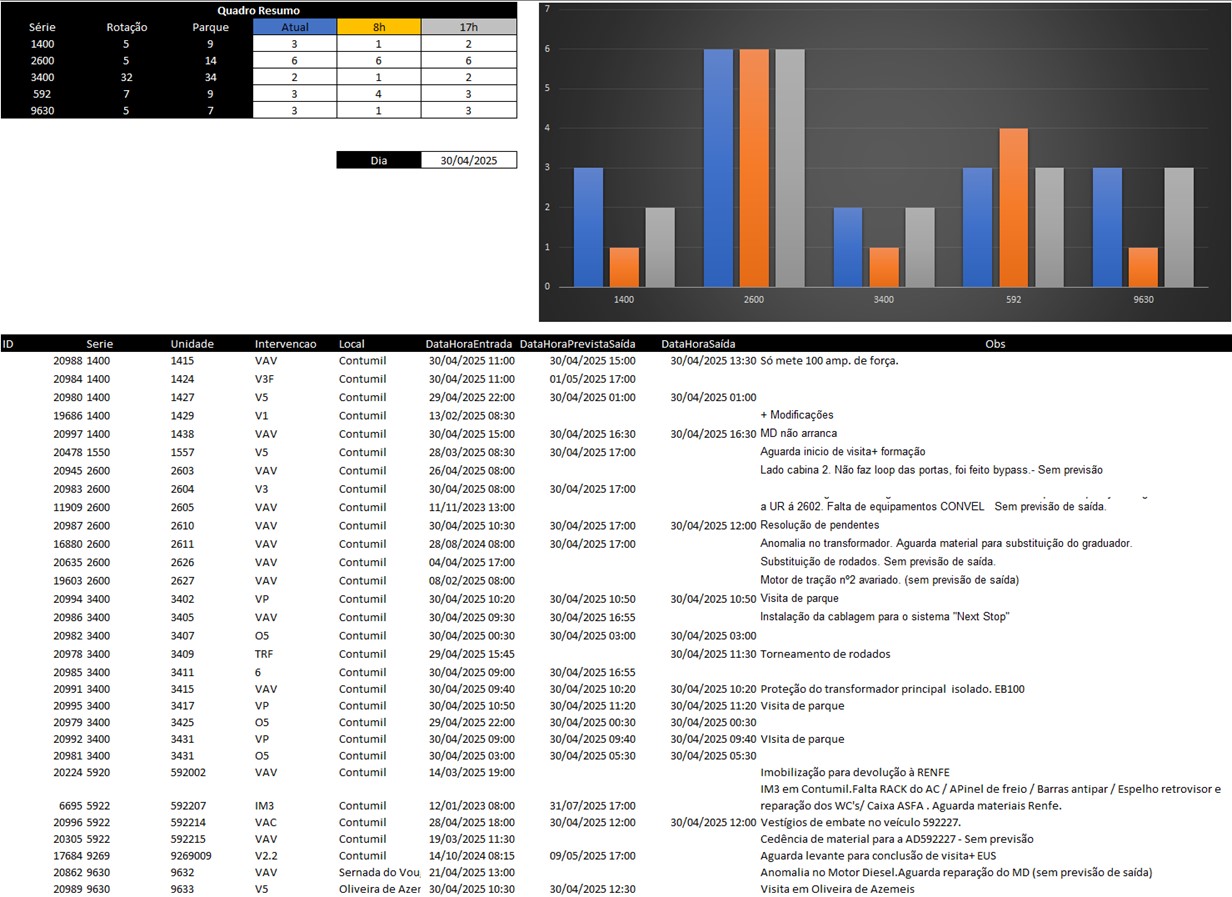 Quadro Resumo
Série Rotação Parque Atual 8h 17h
1400 5 9 3 1 2
2600 5 14 6 6 6
3400 32 34 2 1 2
592 7 9 3 4 3
9630 5 7 3 1 3
Dia 30/04/2025
7
6
5
4
3
2
1
0
1400 2600 3400 592 9630
ID Serie Unidade Intervencao Local DataHoraEntrada DataHoraPrevistaSaída DataHoraSaída Obs
20988 1400 1415 VAV Contumil 30/04/2025 11:00 30/04/2025 15:00 30/04/2025 13:30 Só mete 100 amp. de força.
20984 1400 1424 V3F Contumil 30/04/2025 11:00 01/05/2025 17:00
20980 1400 1427 V5 Contumil 29/04/2025 22:00 30/04/2025 01:00 30/04/2025 01:00
19686 1400 1429 V1 Contumil 13/02/2025 08:30 + Modificações
20997 1400 1438 VAV Contumil 30/04/2025 15:00 30/04/2025 16:30 30/04/2025 16:30 MD não arranca
20478 1550 1557 V5 Contumil 28/03/2025 08:30 30/04/2025 17:00 Aguarda inicio de visita+ formação
20945 2600 2603 VAV Contumil 26/04/2025 08:00 Lado cabina 2. Não faz loop das portas, foi feito bypass.- Sem previsão
20983 2600 2604 V3 Contumil 30/04/2025 08:00 30/04/2025 17:00
11909 2600 2605 VAV Contumil 11/11/2023 13:00 a UR á 2602. Falta de equipamentos CONVEL Sem previsão de saída.
20987 2600 2610 VAV Contumil 30/04/2025 10:30 30/04/2025 17:00 30/04/2025 12:00 Resolução de pendentes
16880 2600 2611 VAV Contumil 28/08/2024 08:00 30/04/2025 17:00 Anomalia no transformador. Aguarda material para substituição do graduador.
20635 2600 2626 VAV Contumil 04/04/2025 17:00 Substituição de rodados. Sem previsão de saída.
19603 2600 2627 VAV Contumil 08/02/2025 08:00 Motor de tração nº2 avariado. (sem previsão de saída)
20994 3400 3402 VP Contumil 30/04/2025 10:20 30/04/2025 10:50 30/04/2025 10:50 Visita de parque
20986 3400 3405 VAV Contumil 30/04/2025 09:30 30/04/2025 16:55 Instalação da cablagem para o sistema "Next Stop"
20982 3400 3407 O5 Contumil 30/04/2025 00:30 30/04/2025 03:00 30/04/2025 03:00
20978 3400 3409 TRF Contumil 29/04/2025 15:45 30/04/2025 11:30 Torneamento de rodados
20985 3400 3411 6 Contumil 30/04/2025 09:00 30/04/2025 16:55
20991 3400 3415 VAV Contumil 30/04/2025 09:40 30/04/2025 10:20 30/04/2025 10:20 Proteção do transformador principal isolado. EB100
20995 3400 3417 VP Contumil 30/04/2025 10:50 30/04/2025 11:20 30/04/2025 11:20 Visita de parque
20979 3400 3425 O5 Contumil 29/04/2025 22:00 30/04/2025 00:30 30/04/2025 00:30
20992 3400 3431 VP Contumil 30/04/2025 09:00 30/04/2025 09:40 30/04/2025 09:40 VIsita de parque
20981 3400 3431 O5 Contumil 30/04/2025 03:00 30/04/2025 05:30 30/04/2025 05:30
20224 5920 592002 VAV Contumil 14/03/2025 19:00 Imobilização para devolução à RENFE
IM3 em Contumil.Falta RACK do AC / APinel de freio / Barras antipar / Espelho retrovisor e
6695 5922 592207 IM3 Contumil 12/01/2023 08:00 31/07/2025 17:00 reparação dos WC's/ Caixa ASFA . Aguarda materiais Renfe.
20996 5922 592214 VAC Contumil 28/04/2025 18:00 30/04/2025 12:00 30/04/2025 12:00 Vestígios de embate no veículo 592227.
20305 5922 592215 VAV Contumil 19/03/2025 11:30 Cedência de material para a AD592227 - Sem previsão
17684 9269 9269009 V2.2 Contumil 14/10/2024 08:15 09/05/2025 17:00 Aguarda levante para conclusão de visita+ EUS
20862 9630 9632 VAV Sernada do Vou 21/04/2025 13:00 Anomalia no Motor Diesel.Aguarda reparação do MD (sem previsão de saída)
20989 9630 9633 V5 Oliveira de Azer 30/04/2025 10:30 30/04/2025 12:30 Visita em Oliveira de Azemeis